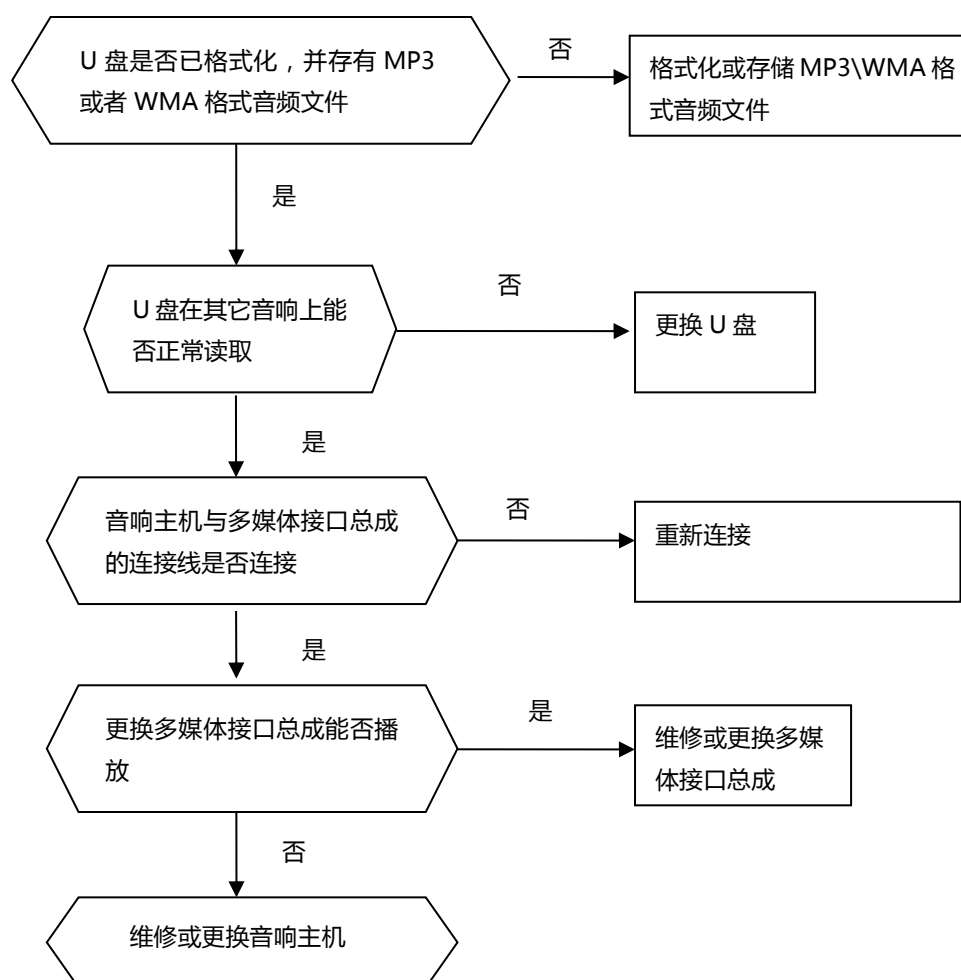 U 盘是否已格式化，并存有 MP3
或者 WMA 格式音频文件
否
格式化或存储 MP3\WMA 格
式音频文件
是
U 盘在其它音响上能
否正常读取
否
更换 U 盘
是
音响主机与多媒体接口总成
的连接线是否连接
否
重新连接
是
更换多媒体接口总成能否播
放
是
维修或更换多媒
体接口总成
否
维修或更换音响主机